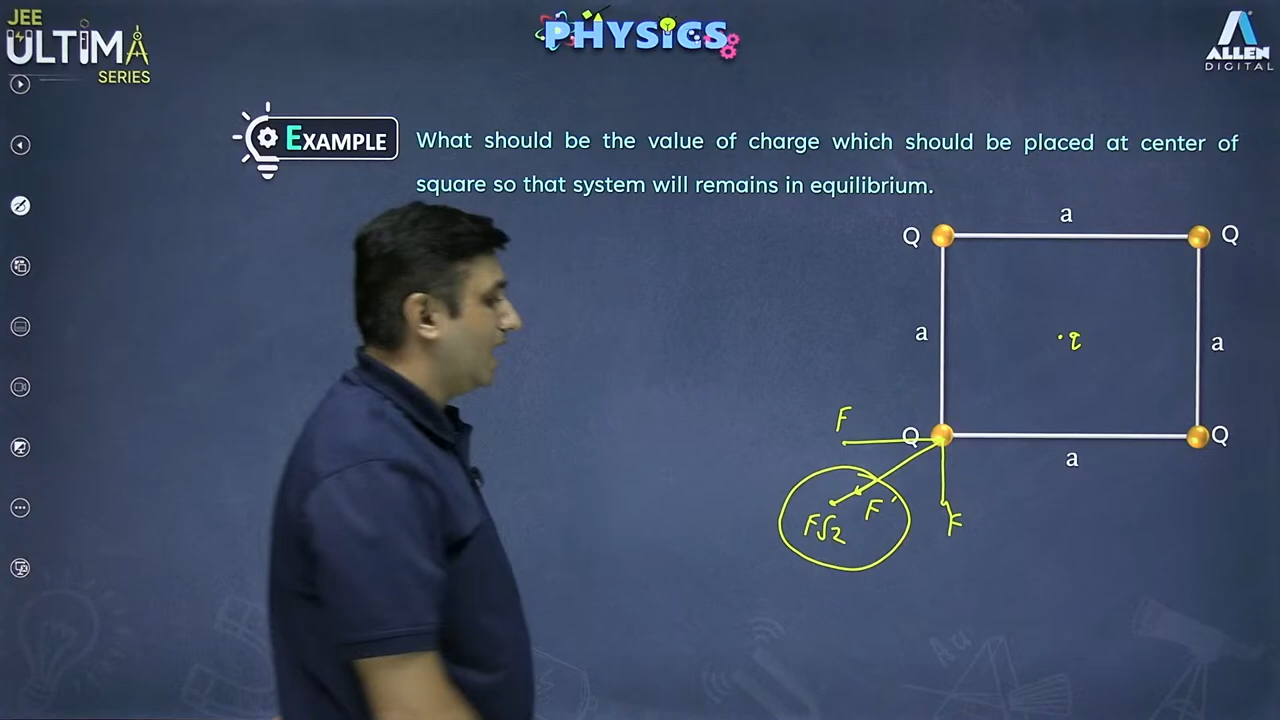 JEE
ULTIMA
SERIES
PHYSICS
ALLEN
DIGITAL
EXAMPLE
What should be the value of charge which should be placed at center of
square so that system will remains in equilibrium.
a
Q
Q
a
a
q
F
Q
Q
a
F'
F√2
F